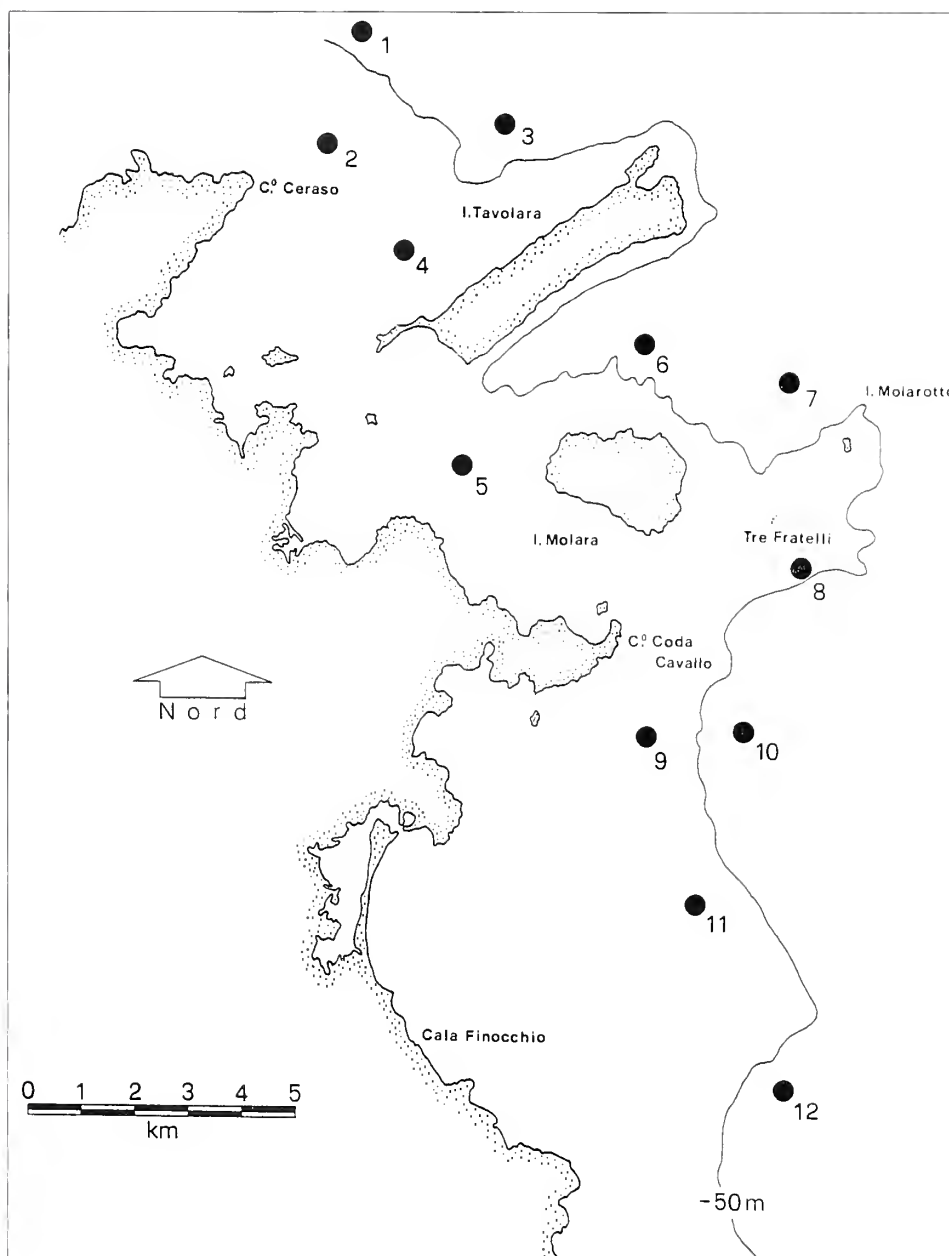 1
3
2
C.º Ceraso
I. Tavolara
4
6
7
I. Molarotto
5
I. Molara
Tre Fratelli
8
C.º Coda
Cavallo
Nord
9
10
11
Cala Finocchio
0 1 2 3 4 5
km
12
-50m